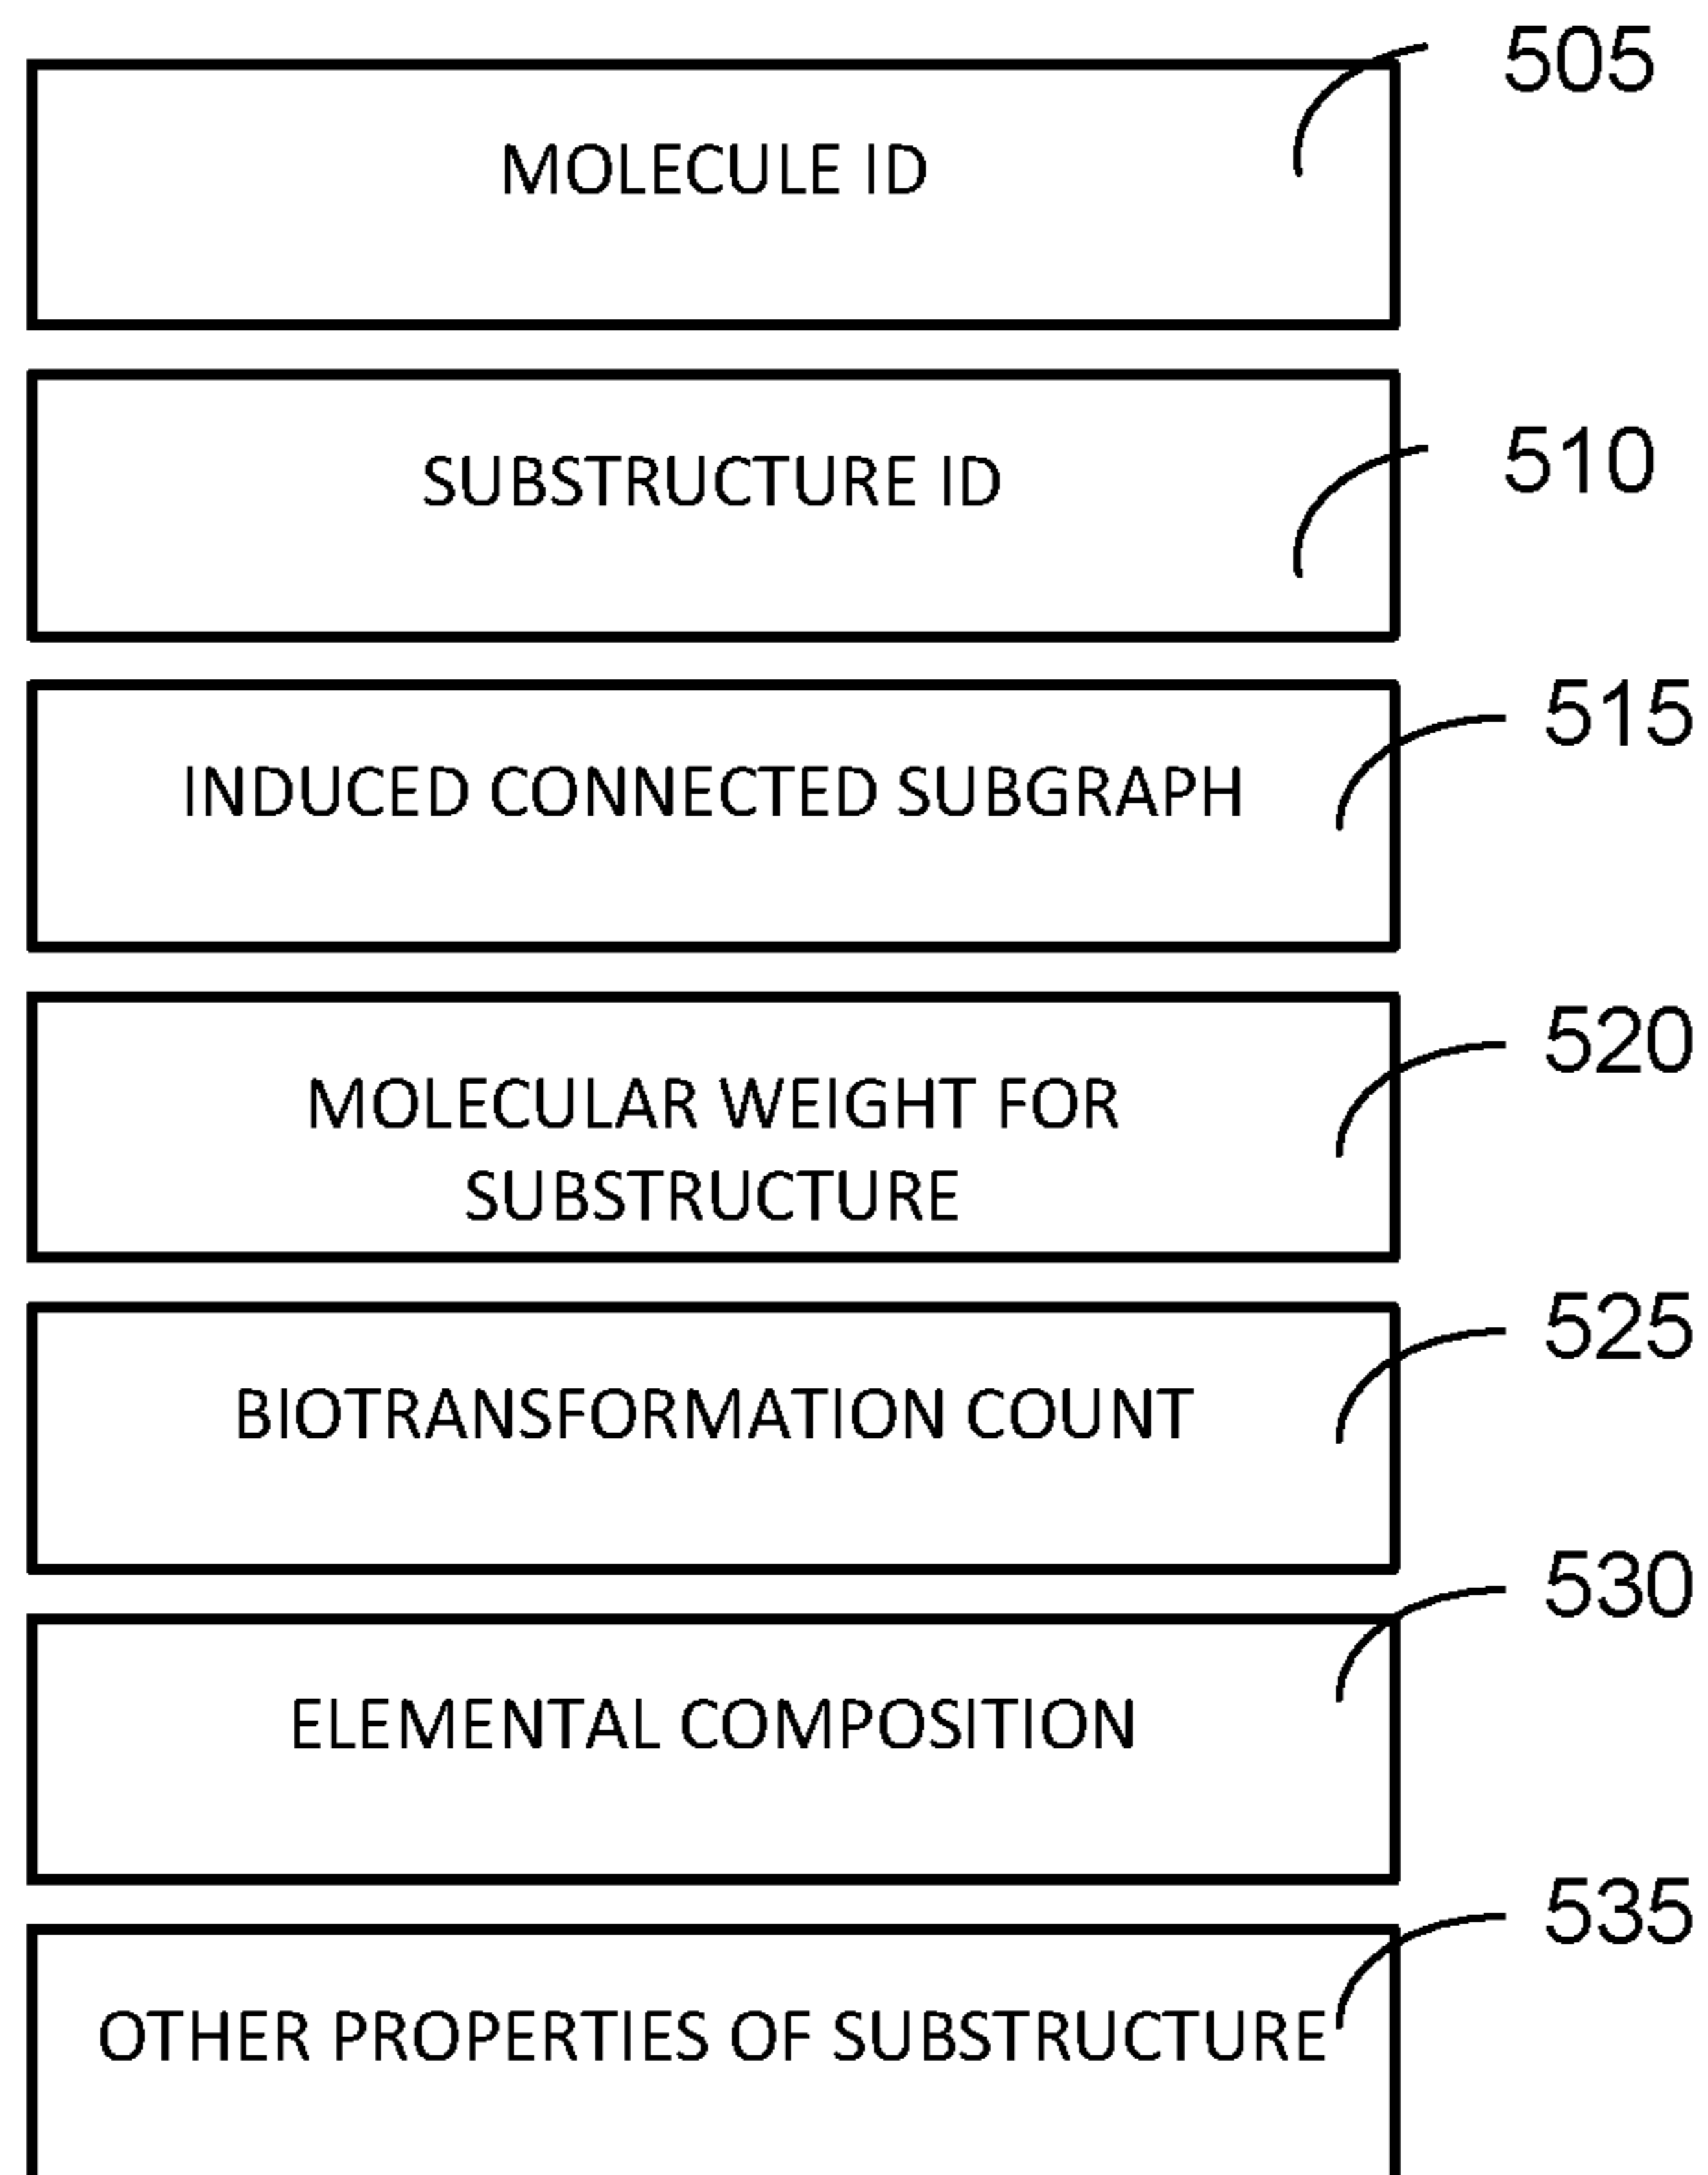 505
MOLECULE ID
510
SUBSTRUCTURE ID
515
INDUCED CONNECTED SUBGRAPH
520
MOLECULAR WEIGHT FOR
SUBSTRUCTURE
525
BIOTRANSFORMATION COUNT
530
ELEMENTAL COMPOSITION
535
OTHER PROPERTIES OF SUBSTRUCTURE